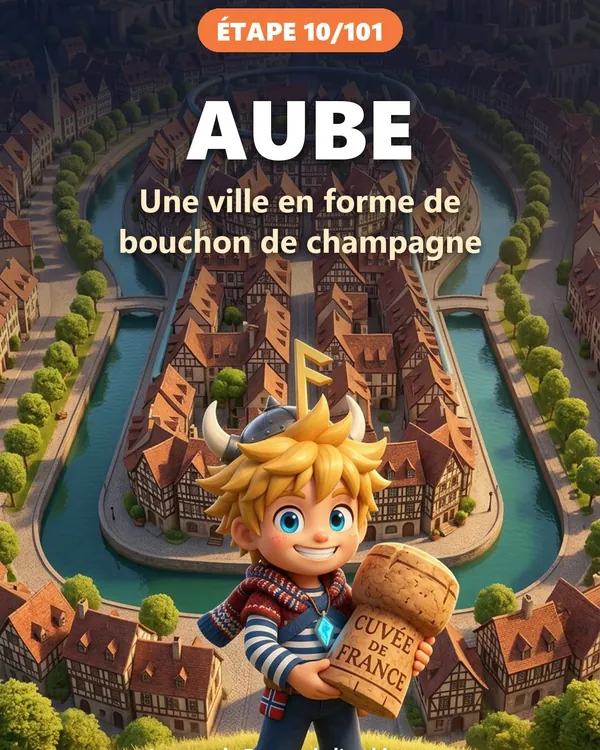 ÉTAPE 10/101
AUBE
Une ville en forme de
bouchon de champagne
CUVÉE
DE
FRANCE